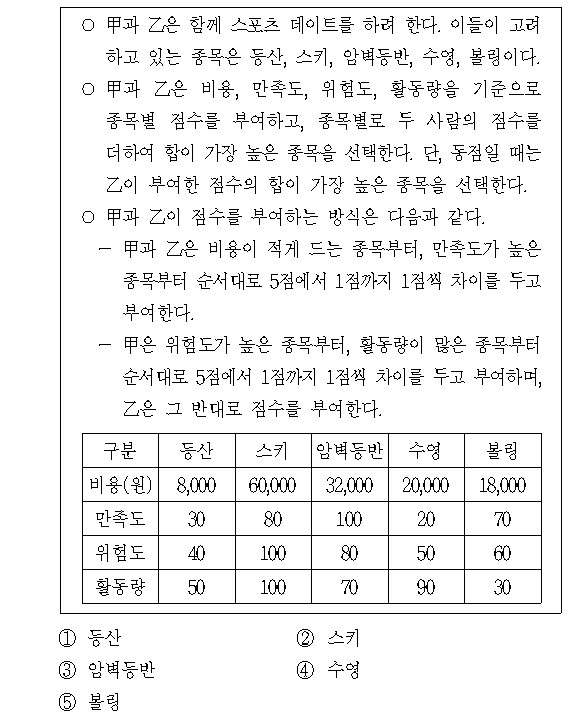 ○ 甲과 乙은 함께 스포츠 데이트를 하려 한다. 이들이 고려
하고 있는 종목은 등산, 스키, 암벽등반, 수영, 볼링이다.
○ 甲과 乙은 비용, 만족도, 위험도, 활동량을 기준으로
종목별 점수를 부여하고, 종목별로 두 사람의 점수를
더하여 합이 가장 높은 종목을 선택한다. 단, 동점일 때는
乙이 부여한 점수의 합이 가장 높은 종목을 선택한다.
○ 甲과 乙이 점수를 부여하는 방식은 다음과 같다.
－ 甲과 乙은 비용이 적게 드는 종목부터, 만족도가 높은
종목부터 순서대로 5점에서 1점까지 1점씩 차이를 두고
부여한다.
－ 甲은 위험도가 높은 종목부터, 활동량이 많은 종목부터
순서대로 5점에서 1점까지 1점씩 차이를 두고 부여하며,
乙은 그 반대로 점수를 부여한다.
구분 등산 스키 암벽등반 수영 볼링
비용(원) 8,000 60,000 32,000 20,000 18,000
만족도 30 80 100 20 70
위험도 40 100 80 50 60
활동량 50 100 70 90 30
① 등산 ② 스키
③ 암벽등반 ④ 수영
⑤ 볼링